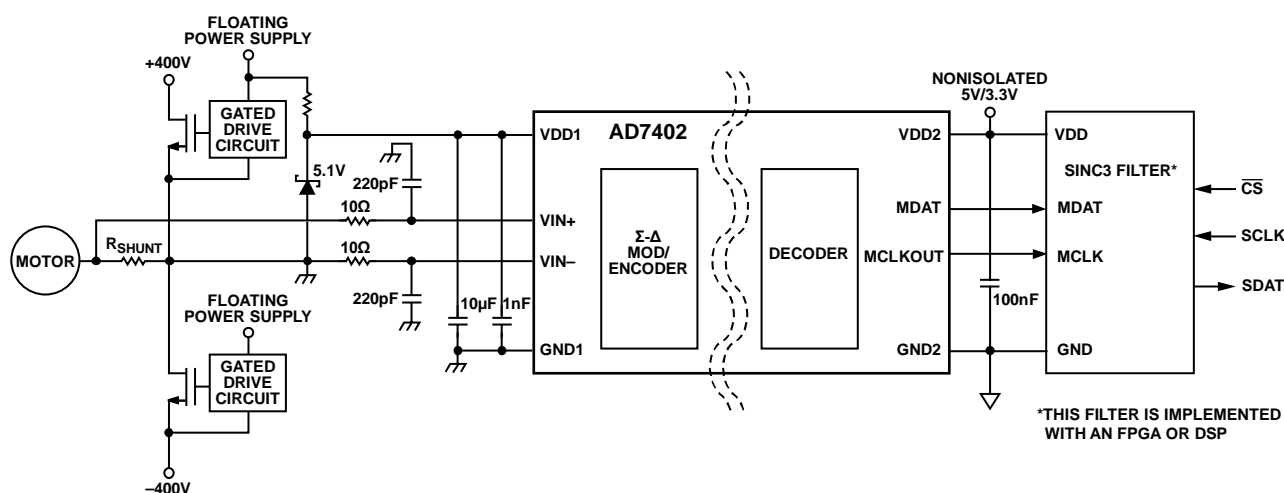 FLOATING
POWER SUPPLY
+400V
GATED
DRIVE
CIRCUIT
5.1V
220pF
10Ω
10Ω
220pF
MOTOR
RSHUNT
FLOATING
POWER SUPPLY
GATED
DRIVE
CIRCUIT
–400V
10µF
1nF
AD7402
VDD1
VIN+
VIN–
GND1
Σ-Δ
MOD/
ENCODER
DECODER
VDD2
MDAT
MCLKOUT
GND2
NONISOLATED
5V/3.3V
100nF
VDD
SINC3 FILTER*
MDAT
MCLK
GND
CS
SCLK
SDAT
*THIS FILTER IS IMPLEMENTED
WITH AN FPGA OR DSP